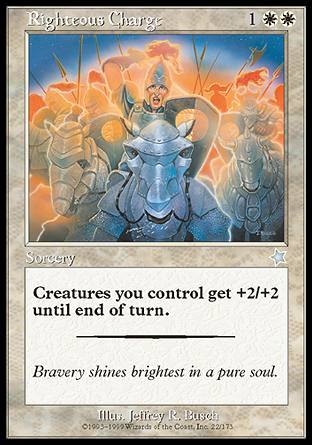 Righteous Charge 1
Sorcery
Creatures you control get +2/+2
until end of turn.
Bravery shines brightest in a pure soul.
Illus. Jeffrey R. Busch
©1993-1999 Wizards of the Coast, Inc. 22/173